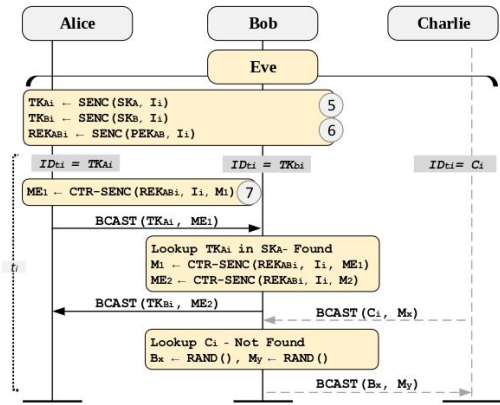 Alice Bob Charlie
Eve
TKAi ← SENC(SKA, Ii) 5
TKBi ← SENC(SKB, Ii)
REKABi ← SENC(PEKAB, Ii) 6
IDti = TKAi IDti = TKbi IDti= Ci
ME1 ← CTR-SENC(REKABi, Ii, M1) 7
BCAST(TKAi, ME1)
Lookup TKAi in SKA- Found
M1 ← CTR-SENC(REKABi, Ii, ME1)
ME2 ← CTR-SENC(REKABi, Ii, M2)
ti
BCAST(TKBi, ME2)
BCAST(Ci, Mx)
Lookup Ci - Not Found
Bx ← RAND(), My ← RAND()
BCAST(Bx, My)